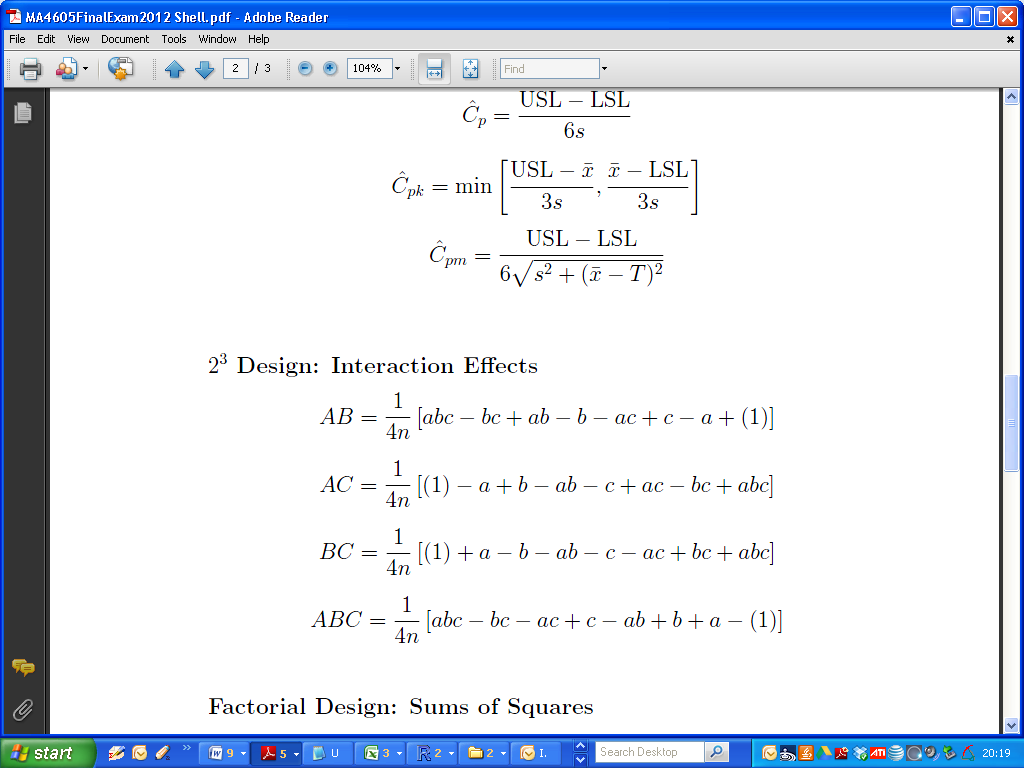 MA4605FinalExam2012 Shell.pdf - Adobe Reader
File Edit View Document Tools Window Help
2 / 3 104% Find
Ĉ_p = (USL − LSL) / 6s
Ĉ_pk = min [ (USL − x̄) / 3s , (x̄ − LSL) / 3s ]
Ĉ_pm = (USL − LSL) / 6√(s² + (x̄ − T)²)
2³ Design: Interaction Effects
AB = 1/4n [abc − bc + ab − b − ac + c − a + (1)]
AC = 1/4n [(1) − a + b − ab − c + ac − bc + abc]
BC = 1/4n [(1) + a − b − ab − c − ac + bc + abc]
ABC = 1/4n [abc − bc − ac + c − ab + b + a − (1)]
Factorial Design: Sums of Squares
start 9 5 U 3 2 2 I. Search Desktop ATI 20:19